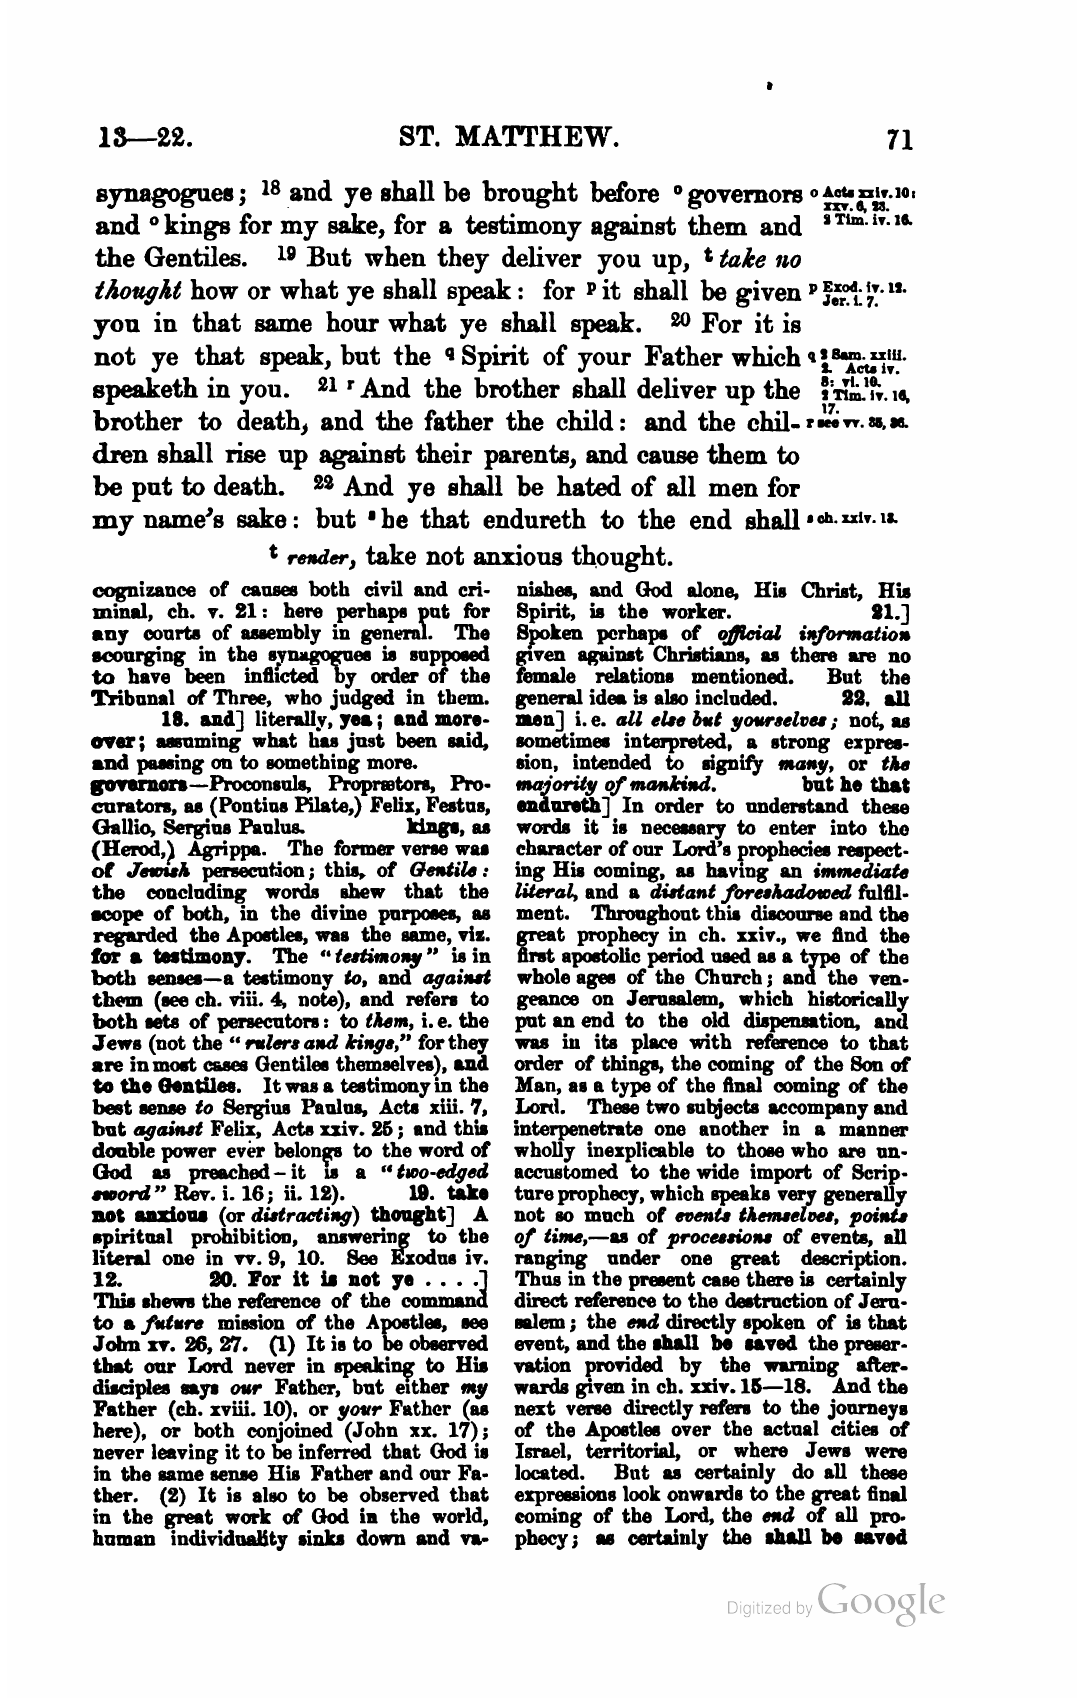 13—22. ST. MATTHEW. 71
synagogues; 18 and ye shall be brought before o governors
and o kings for my sake, for a testimony against them and
the Gentiles. 19 But when they deliver you up, t take no
thought how or what ye shall speak: for p it shall be given
you in that same hour what ye shall speak. 20 For it is
not ye that speak, but the q Spirit of your Father which
speaketh in you. 21 r And the brother shall deliver up the
brother to death, and the father the child: and the chil-
dren shall rise up against their parents, and cause them to
be put to death. 22 And ye shall be hated of all men for
my name's sake: but s he that endureth to the end shall
o Acts xxiv. 10:
xxv. 6, 23.
2 Tim. iv. 16.
p Exod. iv. 12.
Jer. i. 7.
q 2 Sam. xxiii.
2. Acts iv.
8: vi. 10.
2 Tim. iv. 16,
17.
r see vv. 35, 36.
s ch. xxiv. 13.
t render, take not anxious thought.
cognizance of causes both civil and cri-
minal, ch. v. 21: here perhaps put for
any courts of assembly in general. The
scourging in the synagogues is supposed
to have been inflicted by order of the
Tribunal of Three, who judged in them.
18. and] literally, yea; and more-
over; assuming what has just been said,
and passing on to something more.
governors—Proconsuls, Proprætors, Pro-
curators, as (Pontius Pilate,) Felix, Festus,
Gallio, Sergius Paulus. kings, as
(Herod,) Agrippa. The former verse was
of Jewish persecution; this, of Gentile:
the concluding words shew that the
scope of both, in the divine purposes, as
regarded the Apostles, was the same, viz.
for a testimony. The "testimony" is in
both senses—a testimony to, and against
them (see ch. viii. 4, note), and refers to
both sets of persecutors: to them, i. e. the
Jews (not the "rulers and kings," for they
are in most cases Gentiles themselves), and
to the Gentiles. It was a testimony in the
best sense to Sergius Paulus, Acts xiii. 7,
but against Felix, Acts xxiv. 25; and this
double power ever belongs to the word of
God as preached–it is a "two-edged
sword" Rev. i. 16; ii. 12). 19. take
not anxious (or distracting) thought] A
spiritual prohibition, answering to the
literal one in vv. 9, 10. See Exodus iv.
12. 20. For it is not ye . . . .]
This shews the reference of the command
to a future mission of the Apostles, see
John xv. 26, 27. (1) It is to be observed
that our Lord never in speaking to His
disciples says our Father, but either my
Father (ch. xviii. 10), or your Father (as
here), or both conjoined (John xx. 17);
never leaving it to be inferred that God is
in the same sense His Father and our Fa-
ther. (2) It is also to be observed that
in the great work of God in the world,
human individuality sinks down and va-
nishes, and God alone, His Christ, His
Spirit, is the worker. 21.]
Spoken perhaps of official information
given against Christians, as there are no
female relations mentioned. But the
general idea is also included. 22. all
men] i. e. all else but yourselves; not, as
sometimes interpreted, a strong expres-
sion, intended to signify many, or the
majority of mankind. but he that
endureth] In order to understand these
words it is necessary to enter into the
character of our Lord's prophecies respect-
ing His coming, as having an immediate
literal, and a distant foreshadowed fulfil-
ment. Throughout this discourse and the
great prophecy in ch. xxiv., we find the
first apostolic period used as a type of the
whole ages of the Church; and the ven-
geance on Jerusalem, which historically
put an end to the old dispensation, and
was in its place with reference to that
order of things, the coming of the Son of
Man, as a type of the final coming of the
Lord. These two subjects accompany and
interpenetrate one another in a manner
wholly inexplicable to those who are un-
accustomed to the wide import of Scrip-
ture prophecy, which speaks very generally
not so much of events themselves, points
of time,—as of processions of events, all
ranging under one great description.
Thus in the present case there is certainly
direct reference to the destruction of Jeru-
salem; the end directly spoken of is that
event, and the shall be saved the preser-
vation provided by the warning after-
wards given in ch. xxiv. 15—18. And the
next verse directly refers to the journeys
of the Apostles over the actual cities of
Israel, territorial, or where Jews were
located. But as certainly do all these
expressions look onwards to the great final
coming of the Lord, the end of all pro-
phecy; as certainly the shall be saved
Digitized by Google